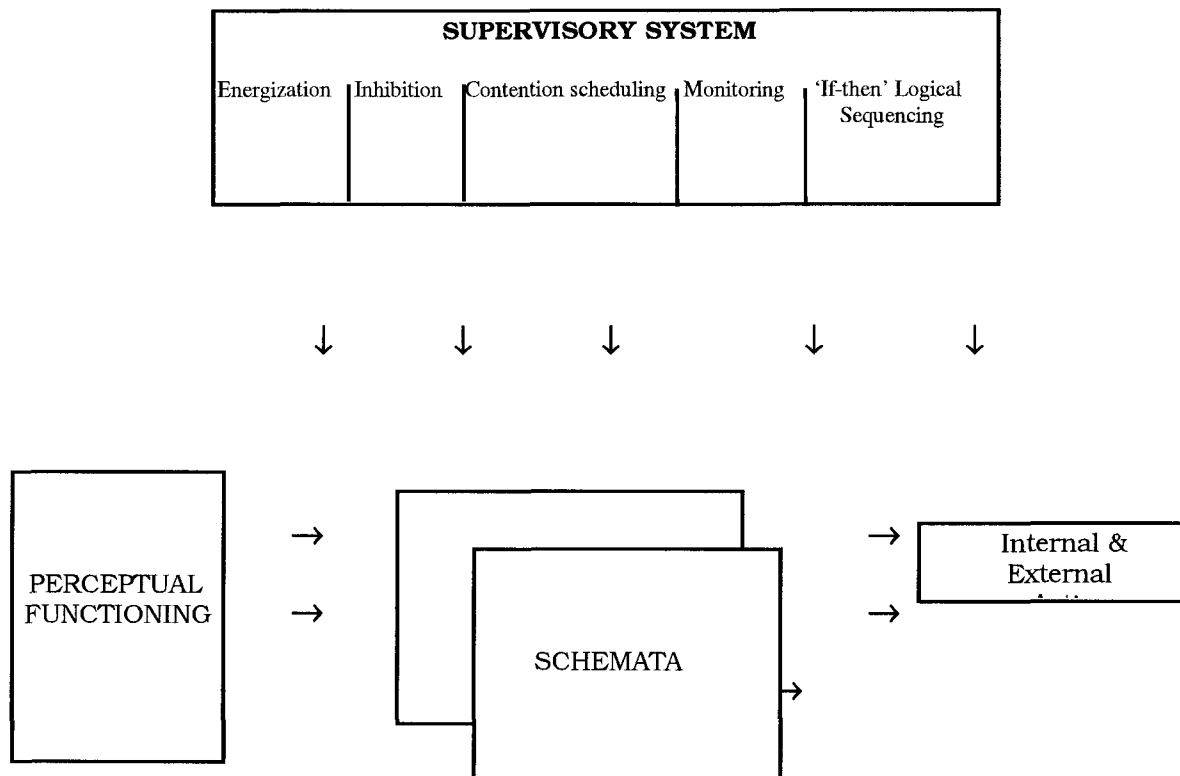 SUPERVISORY SYSTEM
Energization
Inhibition
Contention scheduling
Monitoring
‘If-then’ Logical
Sequencing
PERCEPTUAL
FUNCTIONING
SCHEMATA
Internal &
External